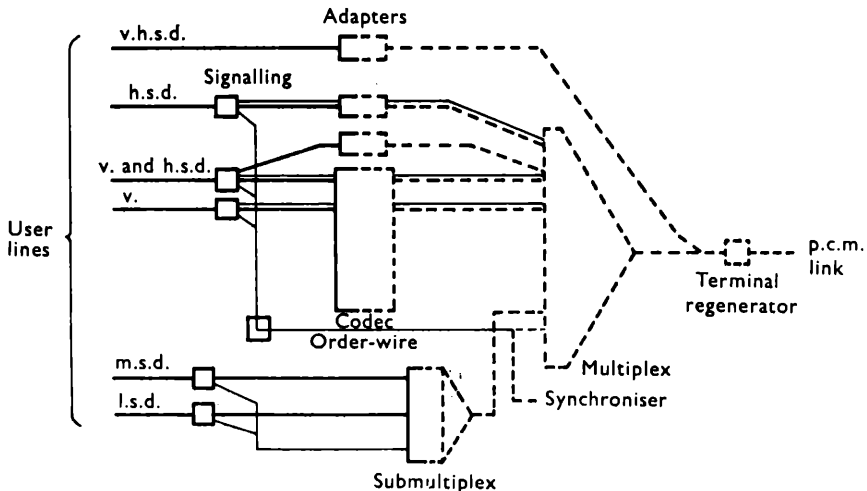 Adapters
v.h.s.d.
Signalling
h.s.d.
v. and h.s.d.
v.
User
lines
p.c.m.
link
Terminal
regenerator
Codec
Order-wire
Multiplex
m.s.d.
Synchroniser
l.s.d.
Submultiplex